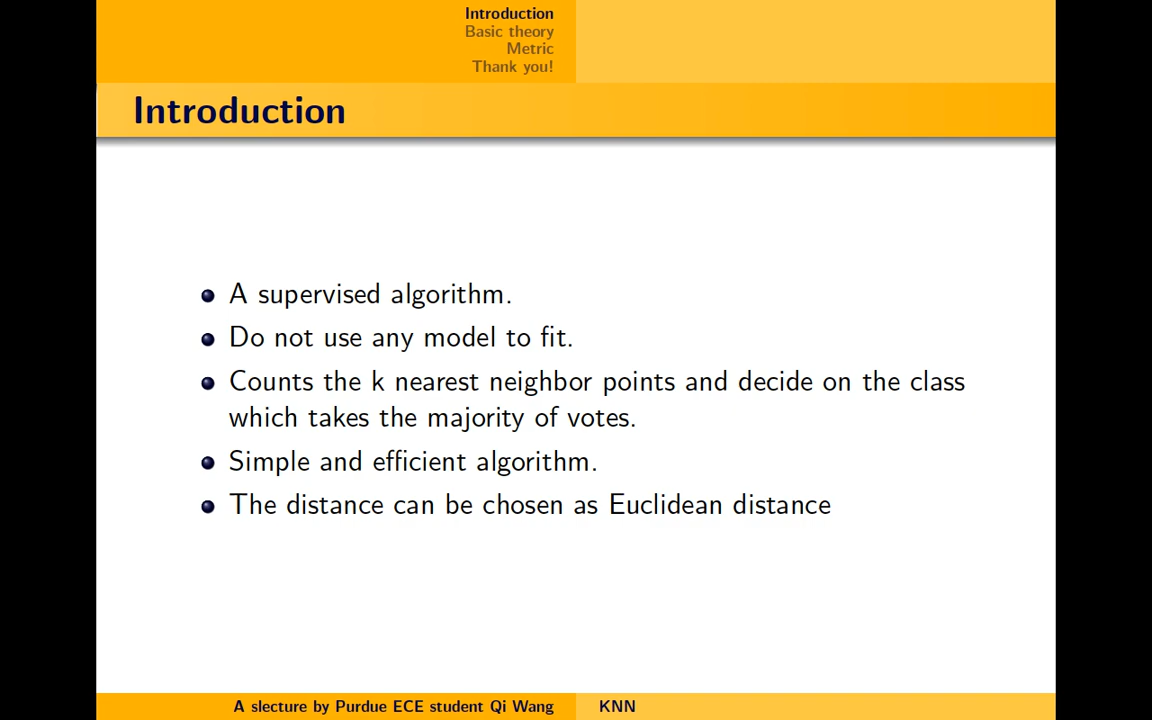 Introduction
Basic theory
Metric
Thank you!
Introduction
A supervised algorithm.
Do not use any model to fit.
Counts the k nearest neighbor points and decide on the class
which takes the majority of votes.
Simple and efficient algorithm.
The distance can be chosen as Euclidean distance
A slecture by Purdue ECE student Qi Wang
KNN